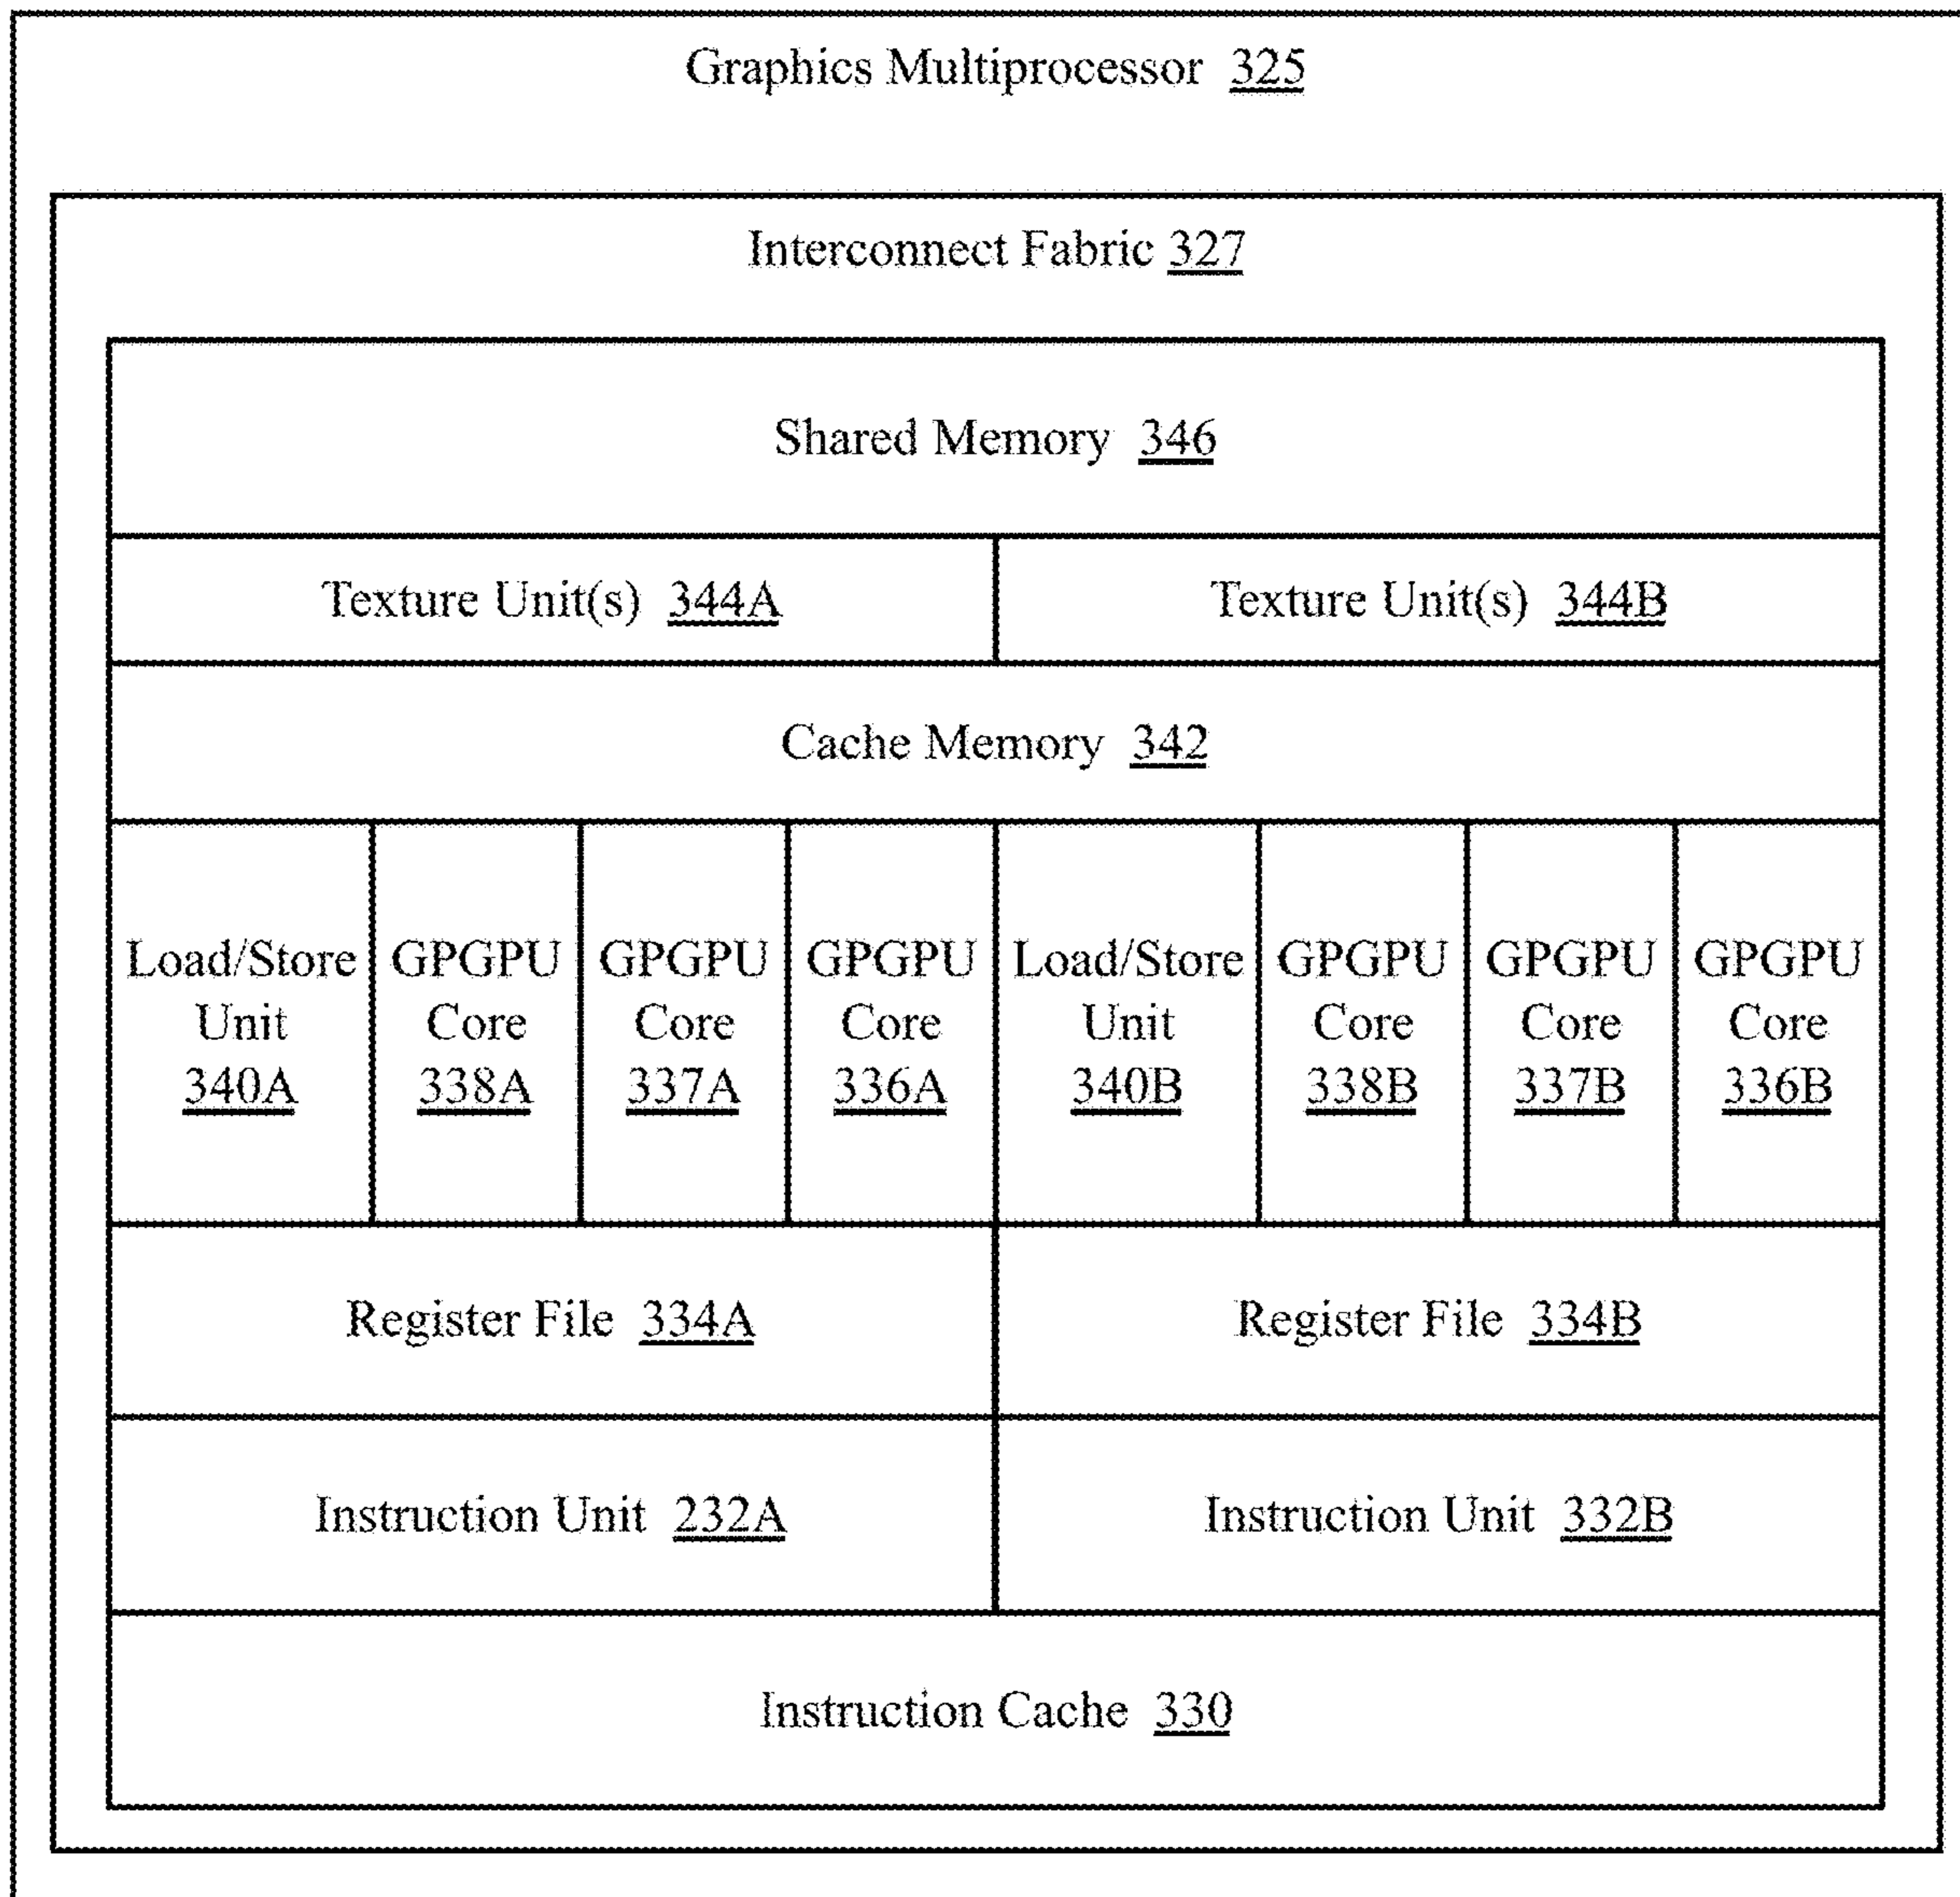 Graphics Multiprocessor 325
Interconnect Fabric 327
Shared Memory 346
Texture Unit(s) 344A
Texture Unit(s) 344B
Cache Memory 342
Load/Store
Unit
340A
GPGPU
Core
338A
GPGPU
Core
337A
GPGPU
Core
336A
Load/Store
Unit
340B
GPGPU
Core
338B
GPGPU
Core
337B
GPGPU
Core
336B
Register File 334A
Register File 334B
Instruction Unit 232A
Instruction Unit 332B
Instruction Cache 330